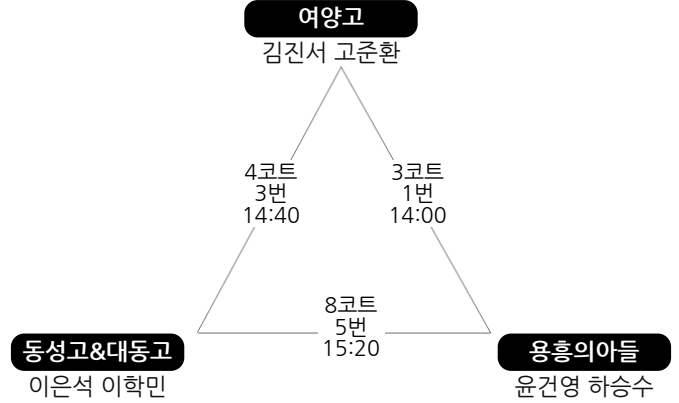 여양고
김진서 고준환
4코트
3번
14:40
3코트
1번
14:00
8코트
5번
15:20
동성고&대동고
이은석 이학민
용흥의아들
윤건영 하승수